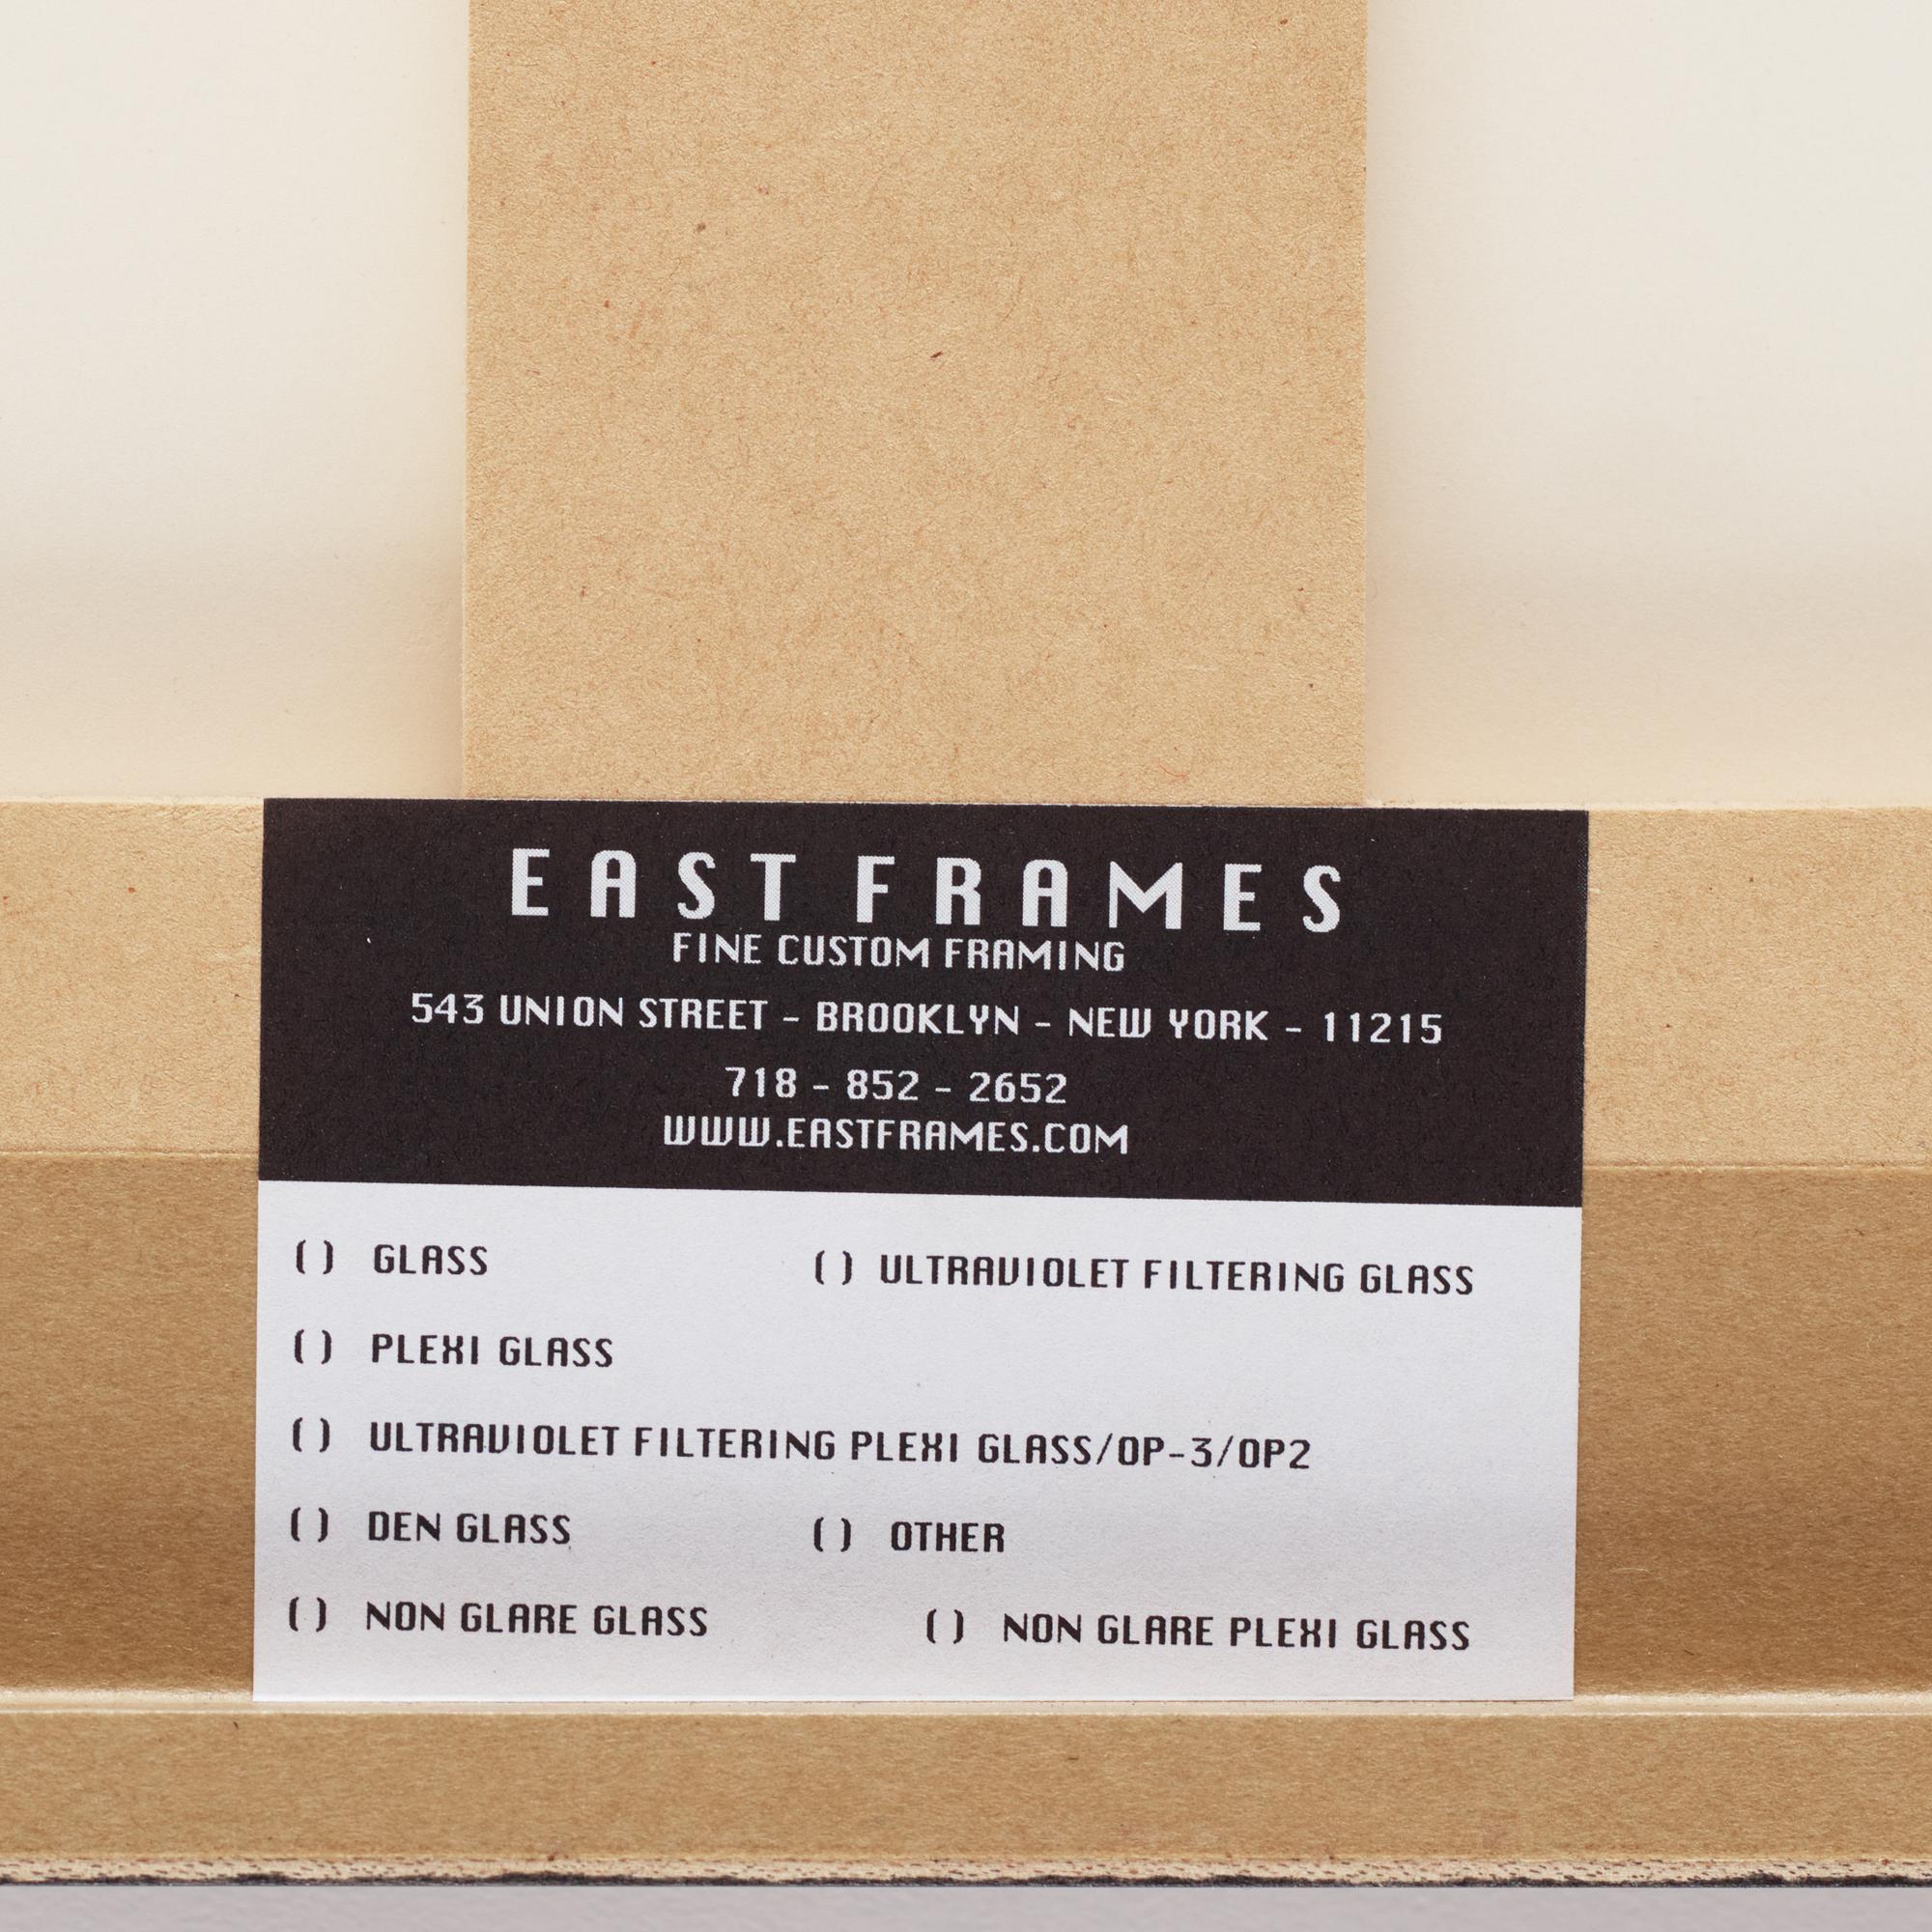 EAST FRAMES
FINE CUSTOM FRAMING
543 UNION STREET - BROOKLYN - NEW YORK - 11215
718 - 852 - 2652
WWW.EASTFRAMES.COM
( ) GLASS ( ) ULTRAVIOLET FILTERING GLASS
( ) PLEXI GLASS
( ) ULTRAVIOLET FILTERING PLEXI GLASS/OP-3/OP2
( ) DEN GLASS ( ) OTHER
( ) NON GLARE GLASS ( ) NON GLARE PLEXI GLASS